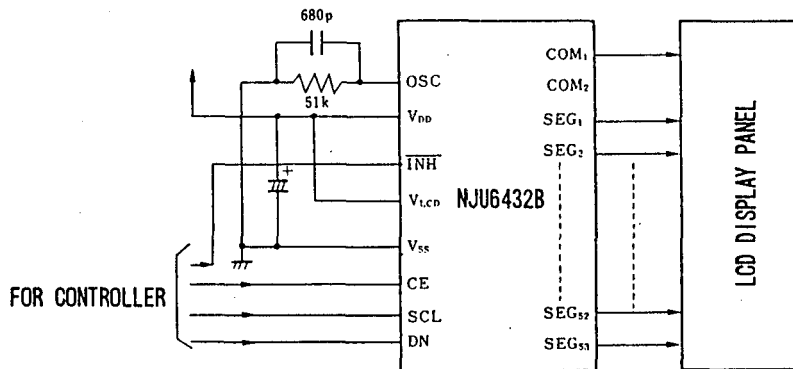 680p
51k
OSC
VDD
INH
VLCD
VSS
CE
SCL
DN
FOR CONTROLLER
NJU6432B
COM1
COM2
SEG1
SEG2
SEG52
SEG53
LCD DISPLAY PANEL
+